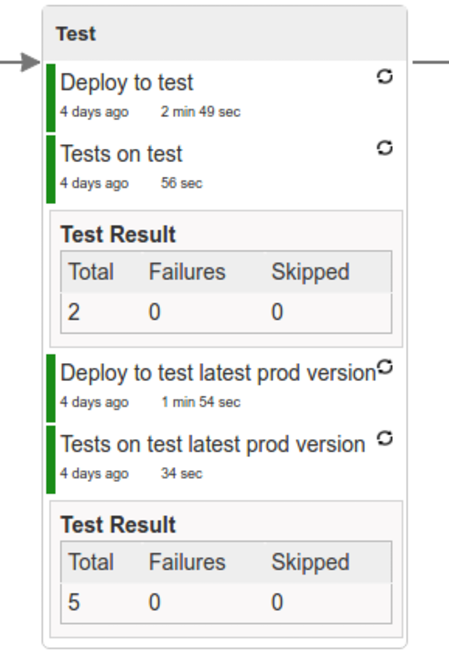 Test
Deploy to test
4 days ago 2 min 49 sec
Tests on test
4 days ago 56 sec
Test Result
Total Failures Skipped
2 0 0
Deploy to test latest prod version
4 days ago 1 min 54 sec
Tests on test latest prod version
4 days ago 34 sec
Test Result
Total Failures Skipped
5 0 0